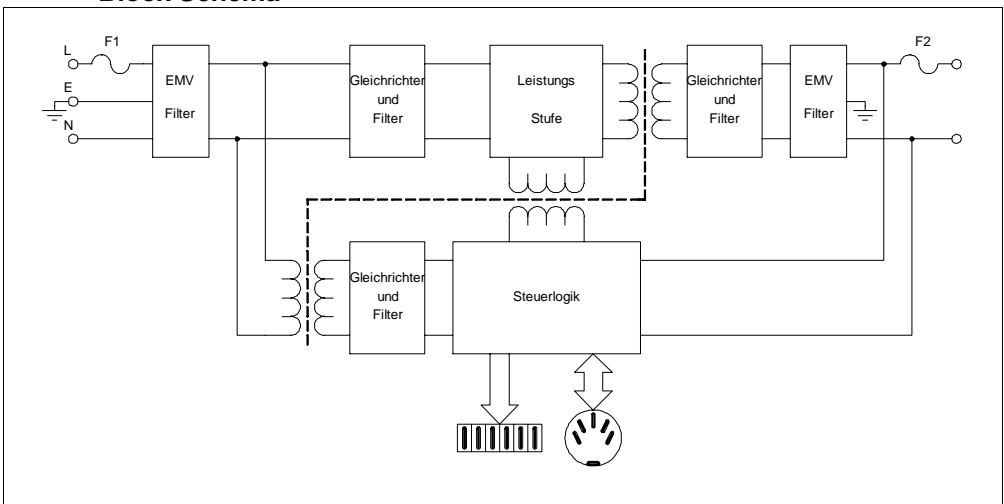 Block Schema
L
F1
E
N
EMV
Filter
Gleichrichter
und
Filter
Leistungs
Stufe
Gleichrichter
und
Filter
EMV
Filter
F2
Gleichrichter
und
Filter
Steuerlogik